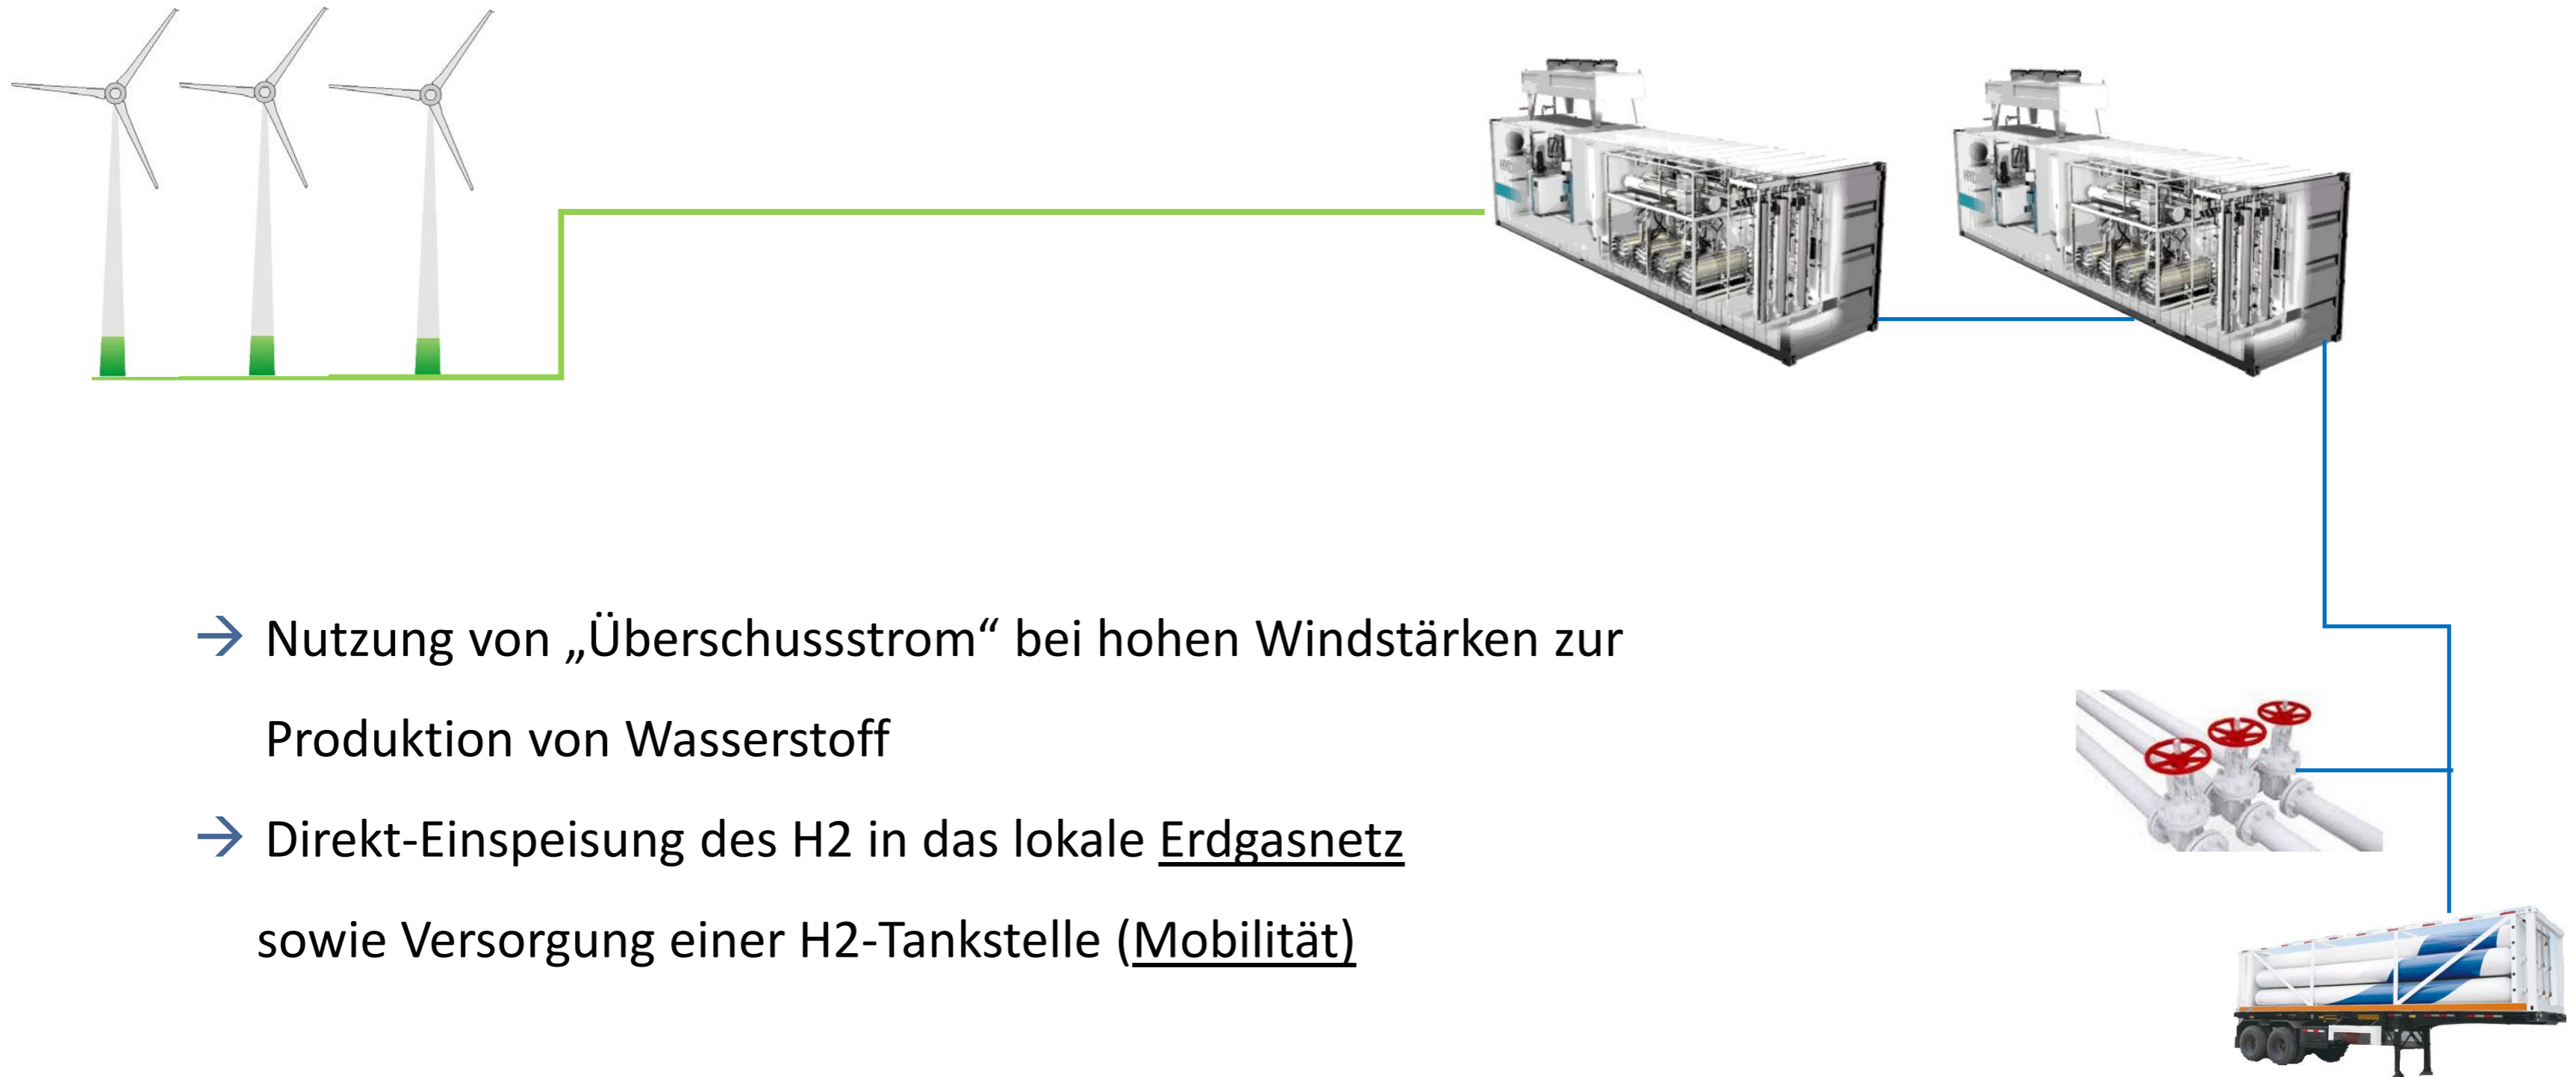 → Nutzung von „Überschussstrom“ bei hohen Windstärken zur
Produktion von Wasserstoff
→ Direkt-Einspeisung des H2 in das lokale Erdgasnetz
sowie Versorgung einer H2-Tankstelle (Mobilität)